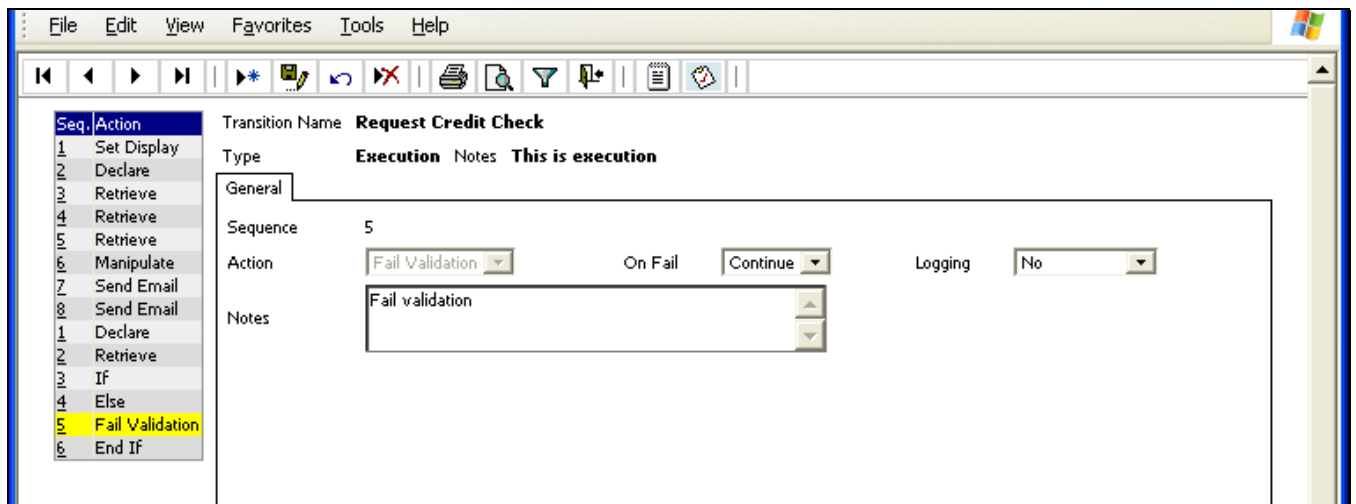 File Edit View Favorites Tools Help
Seq. Action
1 Set Display
2 Declare
3 Retrieve
4 Retrieve
5 Retrieve
6 Manipulate
7 Send Email
8 Send Email
1 Declare
2 Retrieve
3 If
4 Else
5 Fail Validation
6 End If
Transition Name Request Credit Check
Type Execution Notes This is execution
General
Sequence 5
Action Fail Validation On Fail Continue Logging No
Notes Fail validation